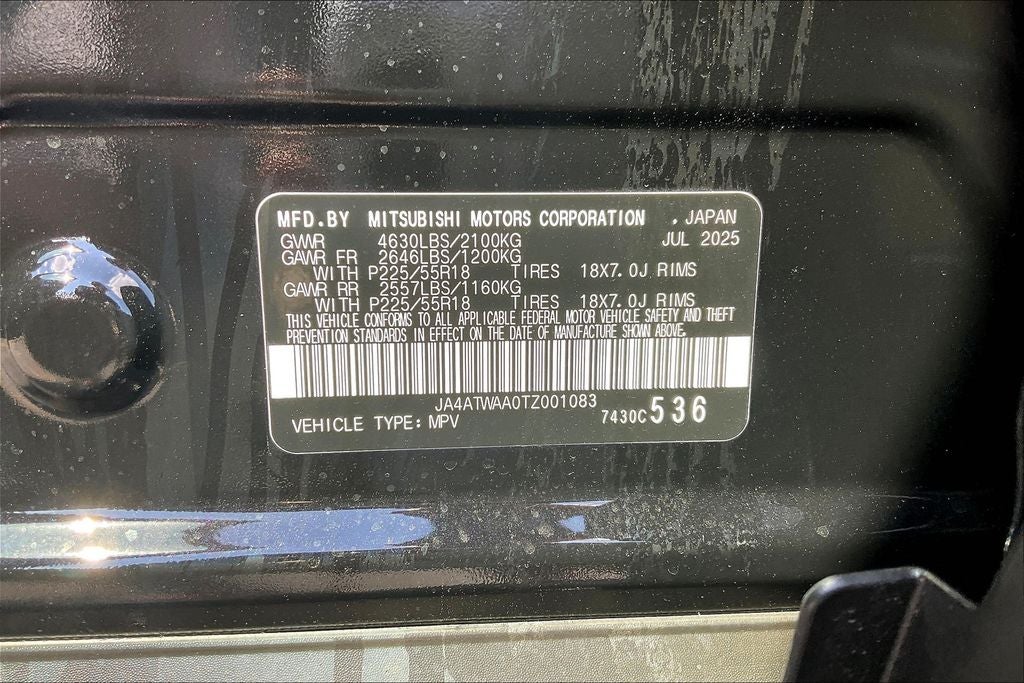 MFD.BY MITSUBISHI MOTORS CORPORATION , JAPAN
JUL 2025
GVWR 4630LBS/2100KG
GAWR FR 2646LBS/1200KG
WITH P225/55R18 TIRES 18X7.0J RIMS
GAWR RR 2557LBS/1160KG
WITH P225/55R18 TIRES 18X7.0J RIMS
THIS VEHICLE CONFORMS TO ALL APPLICABLE FEDERAL MOTOR VEHICLE SAFETY AND THEFT
PREVENTION STANDARDS IN EFFECT ON THE DATE OF MANUFACTURE SHOWN ABOVE.
JA4ATWAA0TZ001083
VEHICLE TYPE: MPV 7430C 536